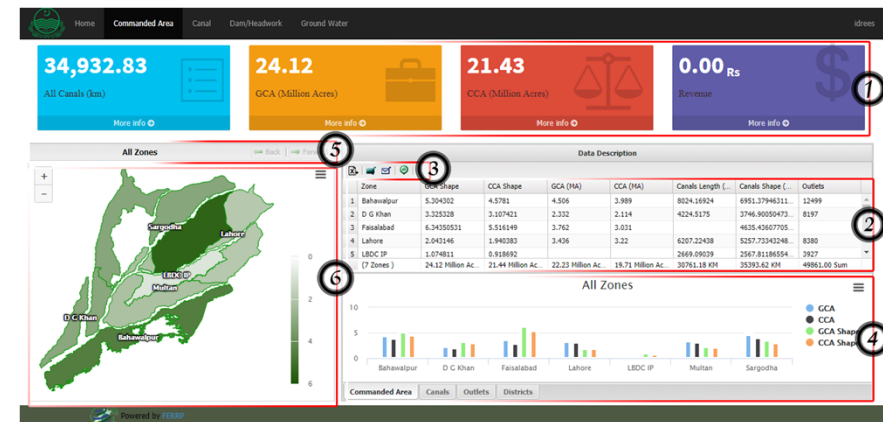 Home Commanded Area Canal Dam/Headwork Ground Water idrees
34,932.83 24.12 21.43 0.00 Rs
All Canals (km) GCA (Million Acres) CCA (Million Acres) Revenue
More info More info More info More info
1
All Zones Back 5 Data Description
3
+
-
Zone GCA Shape CCA Shape GCA (MA) CCA (MA) Canals Length (... Canals Shape (... Outlets
1 Bahawalpur 5.304302 4.5781 4.506 3.989 8024.16924 6951.37946311... 12499
2 D G Khan 3.325328 3.107421 2.332 2.114 4224.5175 3746.90050473... 8197
3 Faisalabad 6.34350531 5.516149 3.762 3.031 4635.43607705...
4 Lahore 2.043146 1.940383 3.436 3.22 6207.22438 5257.73343248... 8380
5 LBDC IP 1.074811 0.918692 2669.09039 2567.81186554... 3927
(7 Zones ) 24.12 Million Ac... 21.44 Million Ac... 22.23 Million Ac... 19.71 Million Ac... 30761.18 KM 35393.62 KM 49861.00 Sum
2
Sargodha
Lahore
LBDC IP
Multan
D G Khan
Bahawalpur
0
2
4
6
6
All Zones
10
5
0
Bahawalpur D G Khan Faisalabad Lahore LBDC IP Multan Sargodha
GCA
CCA
GCA Shape
CCA Shape
4
Commanded Area Canals Outlets Districts
Powered by FERRP